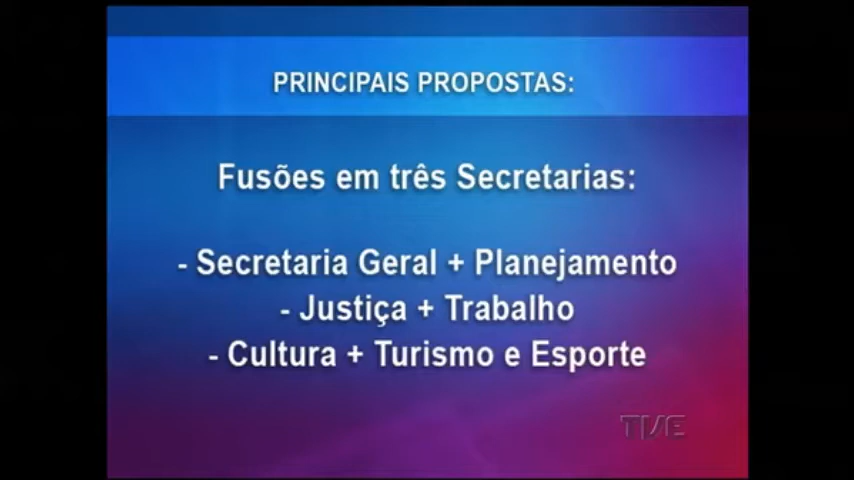 PRINCIPAIS PROPOSTAS:
Fusões em três Secretarias:
- Secretaria Geral + Planejamento
- Justiça + Trabalho
- Cultura + Turismo e Esporte
TVE